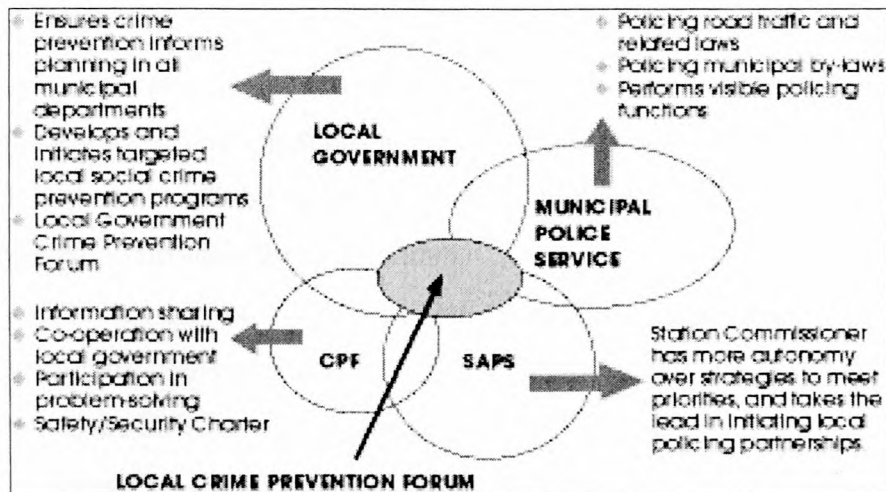 Ensures crime
prevention informs
planning in all
municipal
departments
Develops and
initiates targeted
local social crime
prevention programs
Local Government
Crime Prevention
Forum
Policing road traffic and
related laws
Policing municipal by-laws
Performs visible policing
functions
LOCAL
GOVERNMENT
MUNICIPAL
POLICE
SERVICE
Information sharing
Co-operation with
local government
Participation in
problem-solving
Safety/Security Charter
CPF
SAPS
Station Commissioner
has more autonomy
over strategies to meet
priorities, and takes the
lead in initiating local
policing partnerships.
LOCAL CRIME PREVENTION FORUM